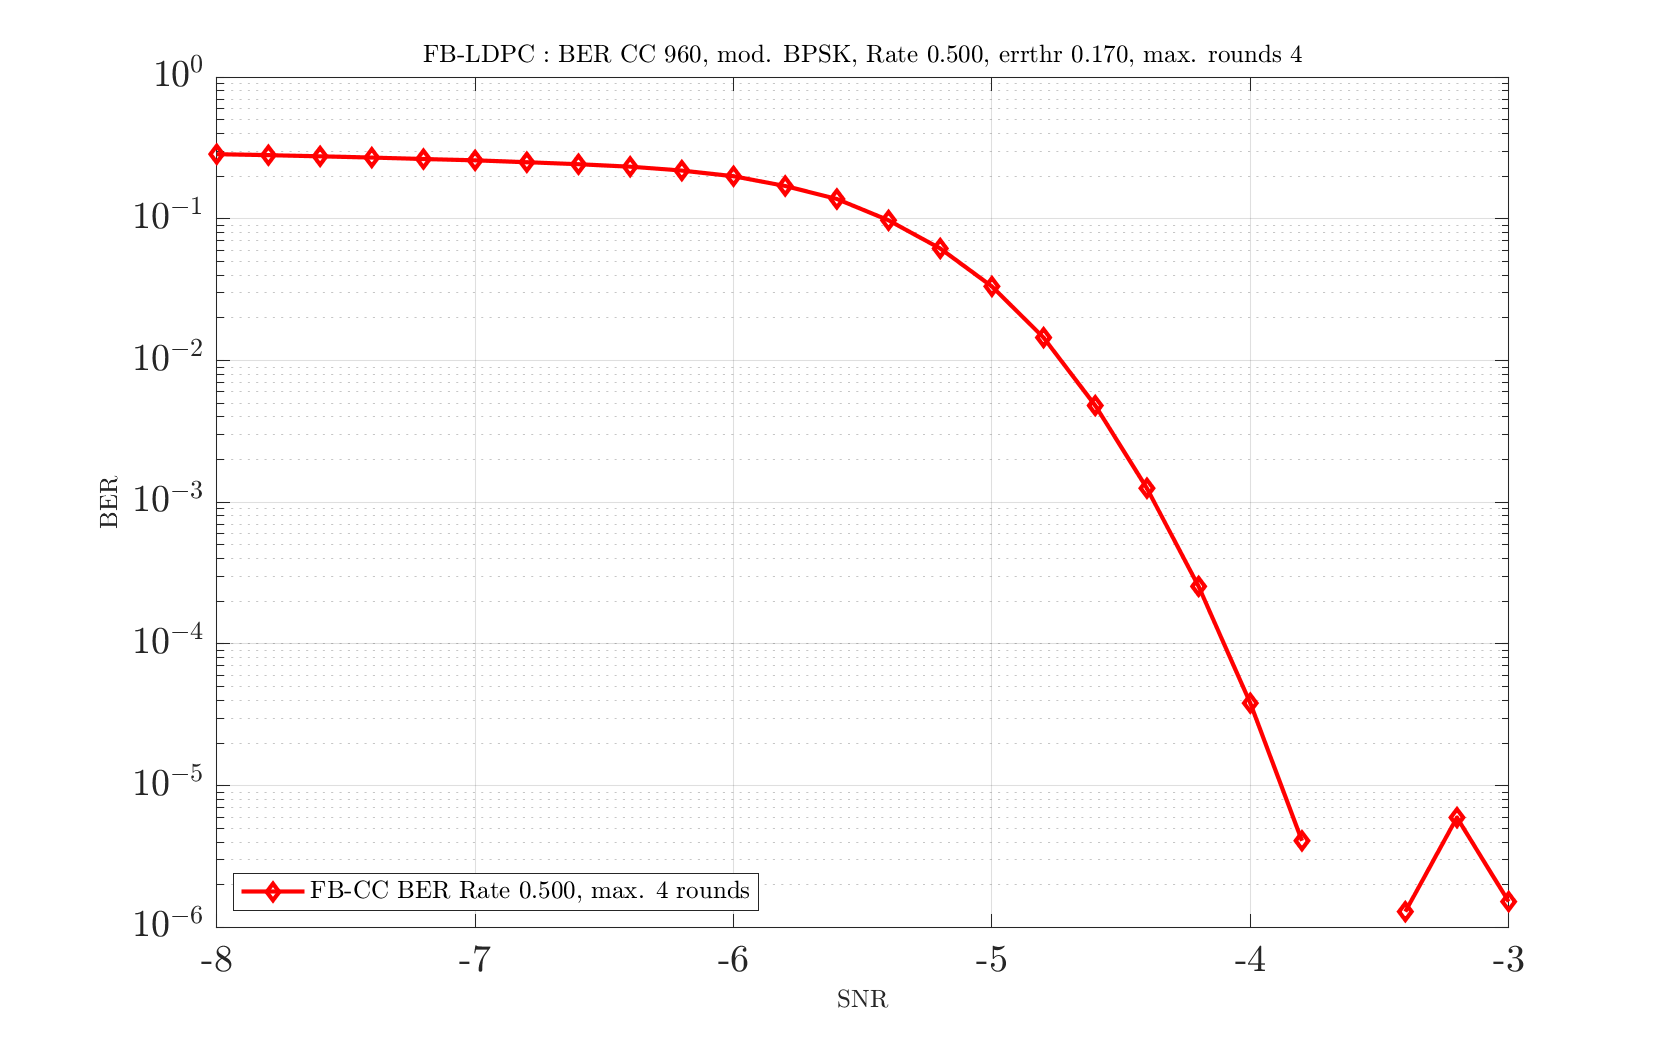 FB-LDPC : BER CC 960, mod. BPSK, Rate 0.500, errthr 0.170, max. rounds 4
10^0
10^-1
10^-2
10^-3
10^-4
10^-5
10^-6
BER
FB-CC BER Rate 0.500, max. 4 rounds
-8 -7 -6 -5 -4 -3
SNR